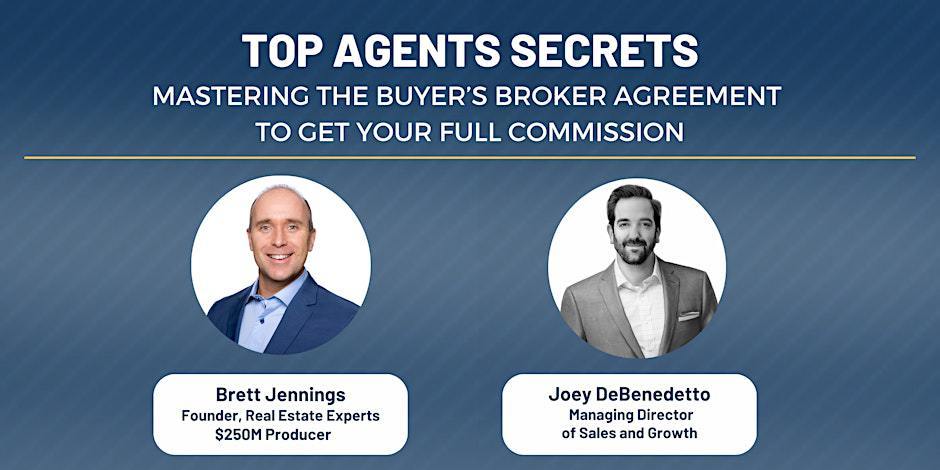 TOP AGENTS SECRETS
MASTERING THE BUYER'S BROKER AGREEMENT
TO GET YOUR FULL COMMISSION
Brett Jennings
Founder, Real Estate Experts
$250M Producer
Joey DeBenedetto
Managing Director
of Sales and Growth